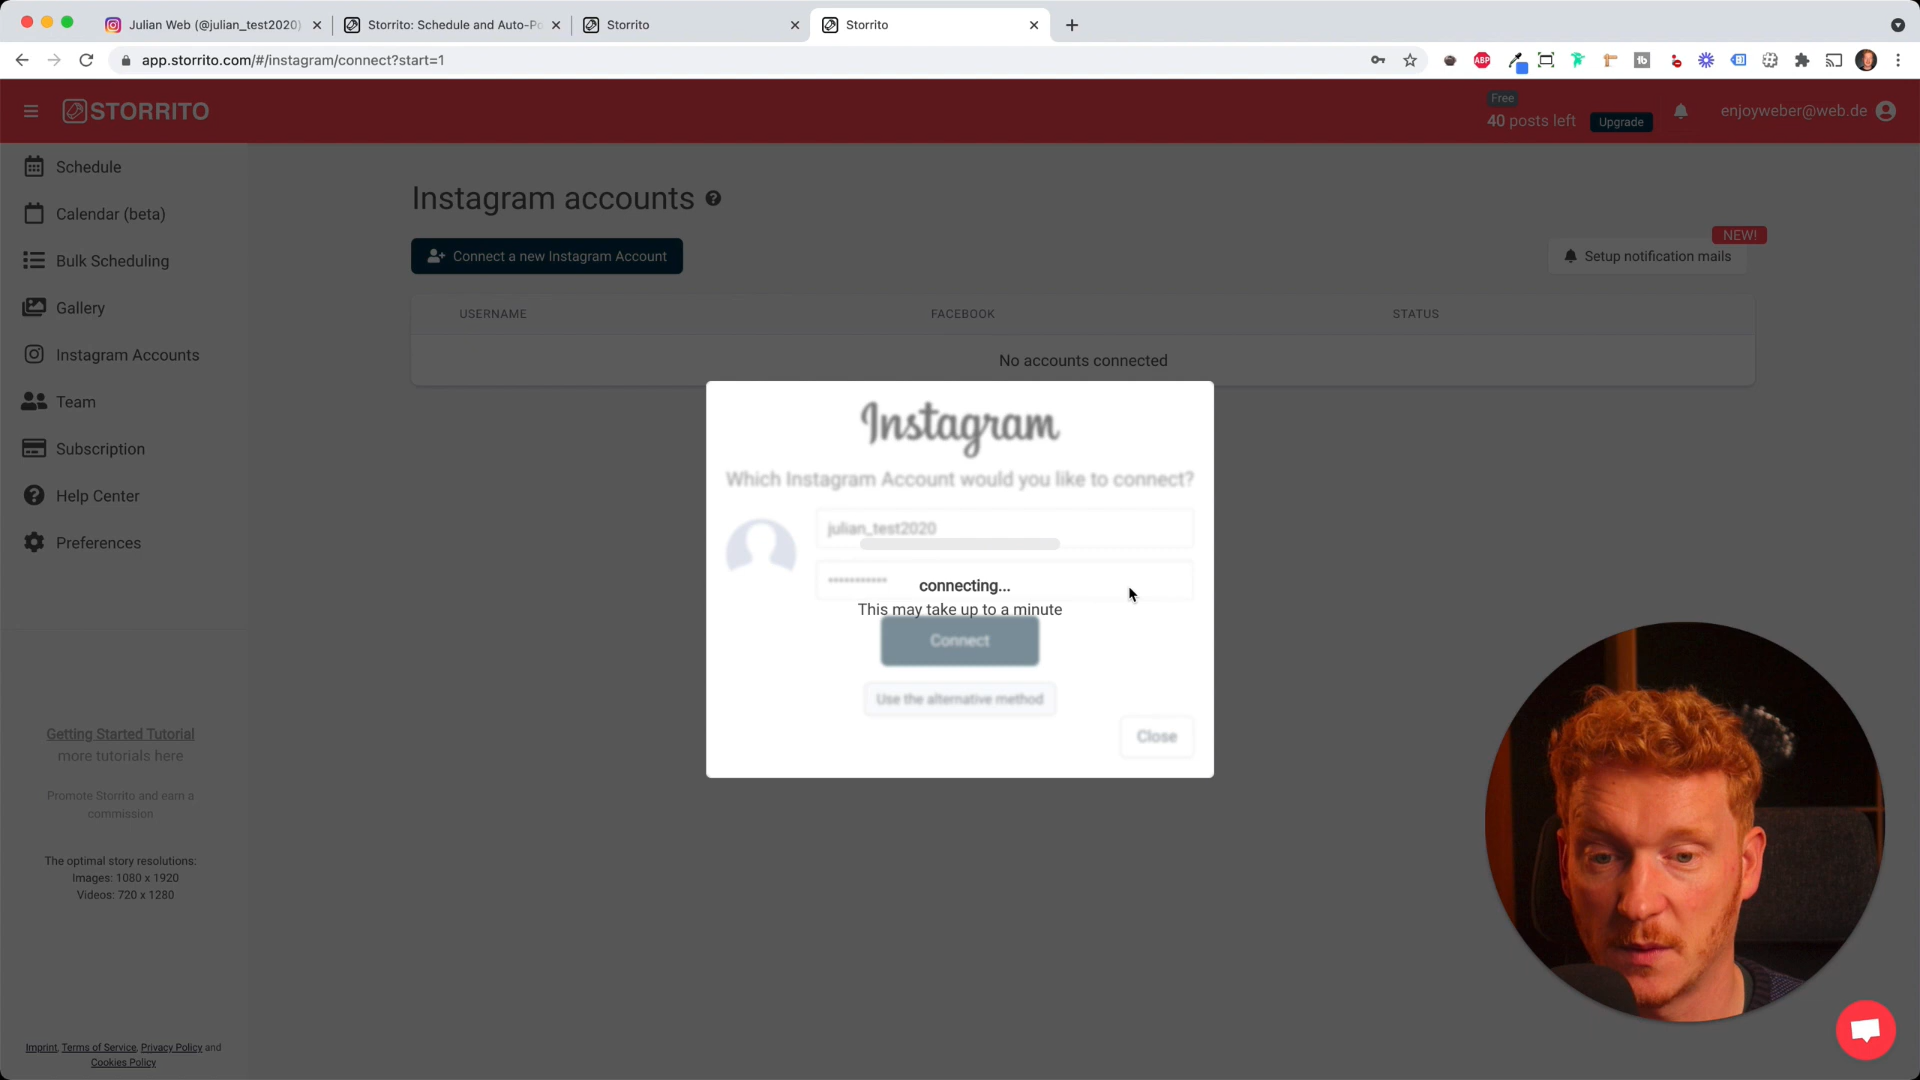 Julian Web (@julian_test2020)
Storrito: Schedule and Auto-Po
Storrito
Storrito
app.storrito.com/#/instagram/connect?start=1
ABP
STORRITO
Free
40 posts left
Upgrade
enjoyweber@web.de
Schedule
Calendar (beta)
Bulk Scheduling
Gallery
Instagram Accounts
Team
Subscription
Help Center
Preferences
Getting Started Tutorial
more tutorials here
Promote Storrito and earn a
commission
The optimal story resolutions:
Images: 1080 x 1920
Videos: 720 x 1280
Imprint, Terms of Service, Privacy Policy and
Cookies Policy
Instagram accounts
Connect a new Instagram Account
NEW!
Setup notification mails
USERNAME FACEBOOK STATUS
No accounts connected
Instagram
Which Instagram Account would you like to connect?
julian_test2020
connecting...
This may take up to a minute
Connect
Use the alternative method
Close